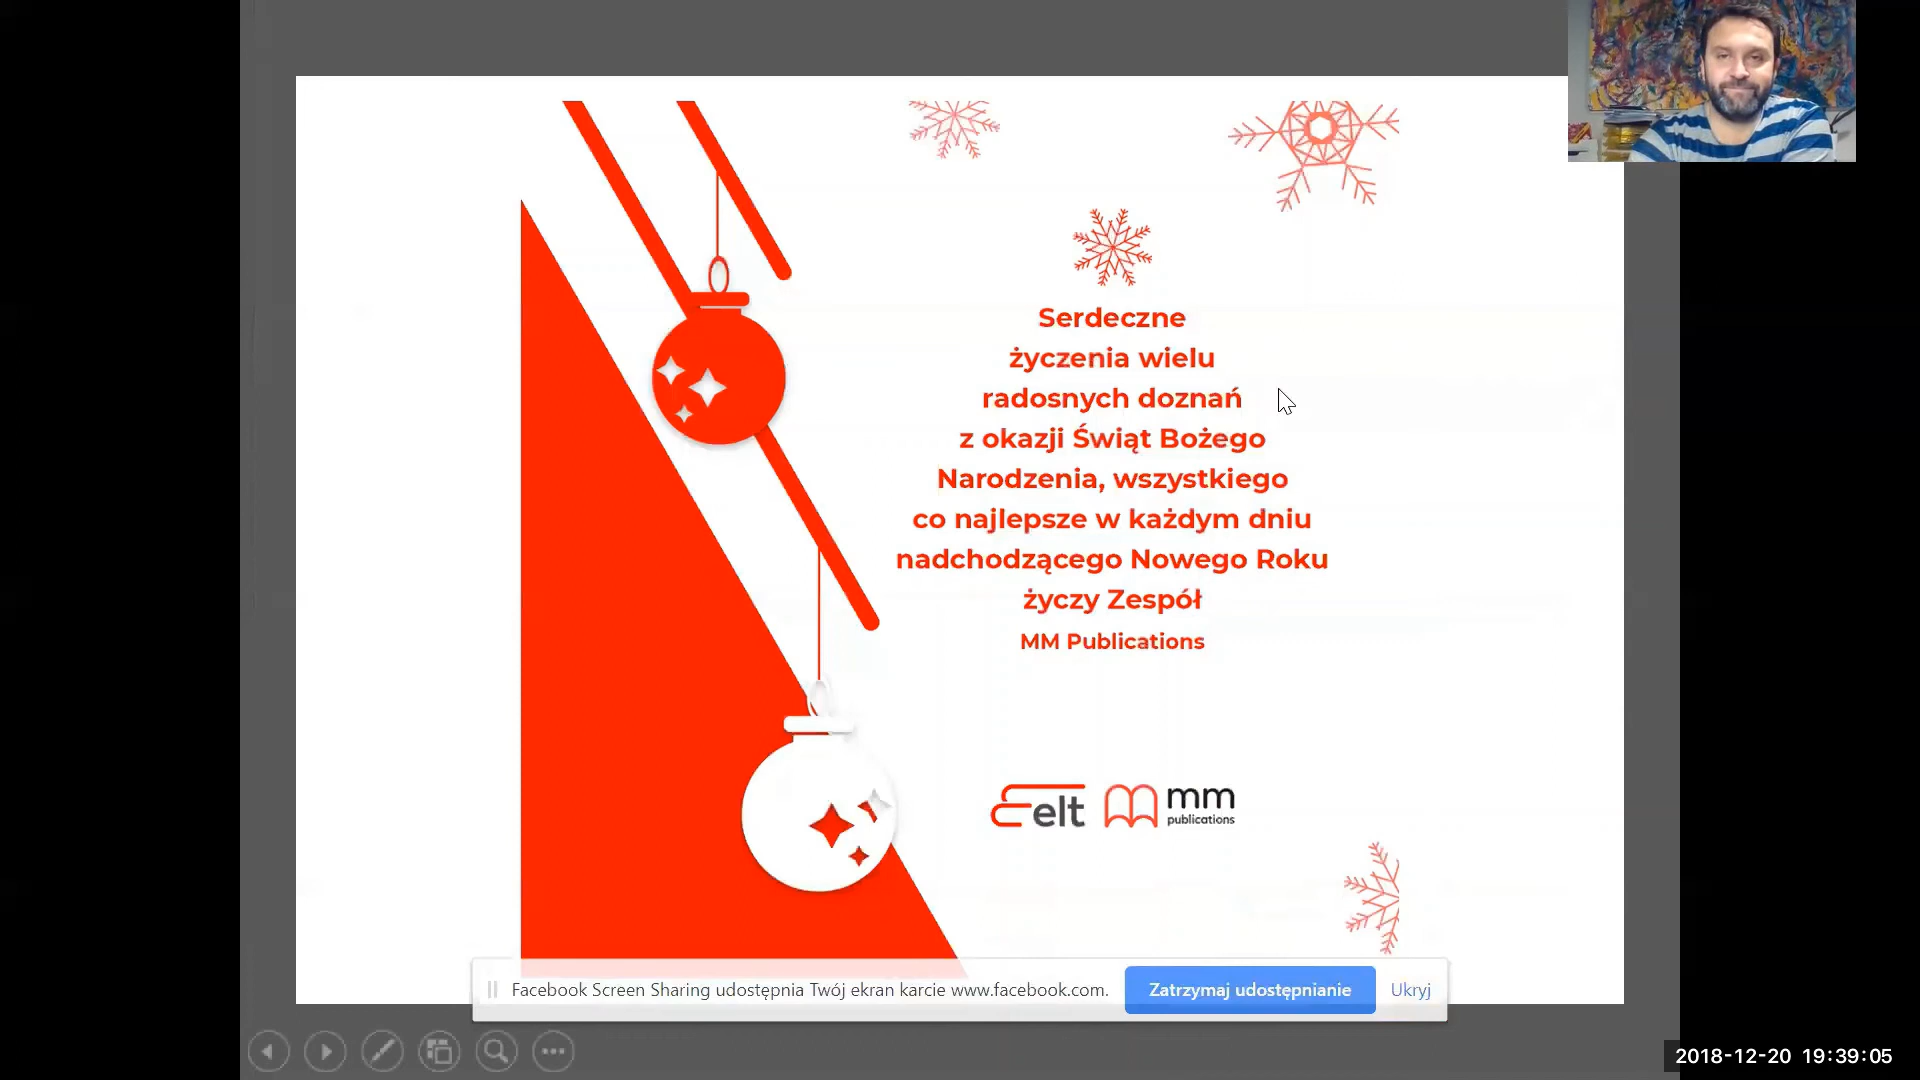 Serdeczne
życzenia wielu
radosnych doznań
z okazji Świąt Bożego
Narodzenia, wszystkiego
co najlepsze w każdym dniu
nadchodzącego Nowego Roku
życzy Zespół
MM Publications
elt
mm
publications
Facebook Screen Sharing udostępnia Twój ekran karcie www.facebook.com.
Zatrzymaj udostępnianie
Ukryj
2018-12-20 19:39:05